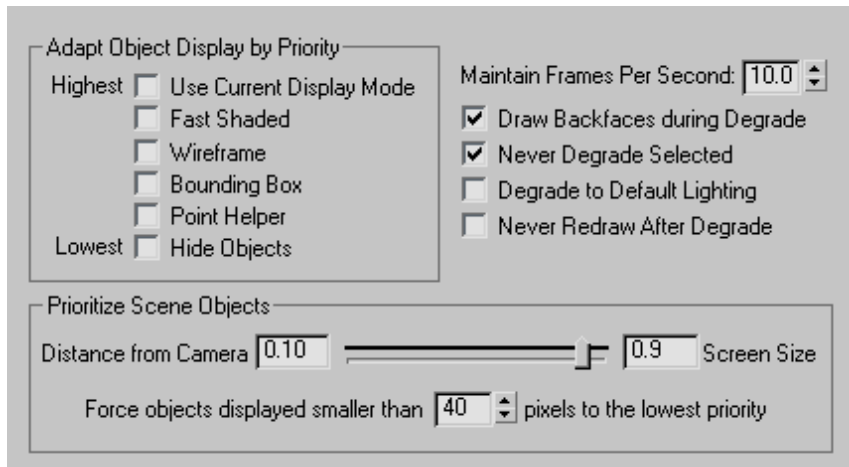 Adapt Object Display by Priority
Highest Use Current Display Mode
Fast Shaded
Wireframe
Bounding Box
Point Helper
Lowest Hide Objects
Maintain Frames Per Second: 10.0
Draw Backfaces during Degrade
Never Degrade Selected
Degrade to Default Lighting
Never Redraw After Degrade
Prioritize Scene Objects
Distance from Camera 0.10 0.9 Screen Size
Force objects displayed smaller than 40 pixels to the lowest priority